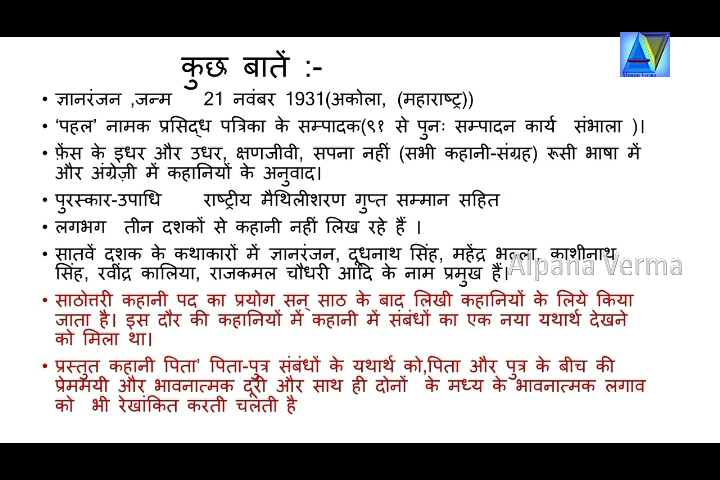 कुछ बातें :-
• ज्ञानरंजन ,जन्म 21 नवंबर 1931(अकोला, (महाराष्ट्र))
• ‘पहल’ नामक प्रसिद्ध पत्रिका के सम्पादक(९१ से पुनः सम्पादन कार्य संभाला )।
• फ़ेंस के इधर और उधर, क्षणजीवी, सपना नहीं (सभी कहानी-संग्रह) रूसी भाषा में
और अंग्रेज़ी में कहानियों के अनुवाद।
• पुरस्कार-उपाधि राष्ट्रीय मैथिलीशरण गुप्त सम्मान सहित
• लगभग तीन दशकों से कहानी नहीं लिख रहे हैं ।
• सातवें दशक के कथाकारों में ज्ञानरंजन, दूधनाथ सिंह, महेंद्र भल्ला, काशीनाथ
सिंह, रवींद्र कालिया, राजकमल चौधरी आदि के नाम प्रमुख हैं।
Alpana Verma
• साठोत्तरी कहानी पद का प्रयोग सन् साठ के बाद लिखी कहानियों के लिये किया
जाता है। इस दौर की कहानियों में कहानी में संबंधों का एक नया यथार्थ देखने
को मिला था।
• प्रस्तुत कहानी पिता’ पिता-पुत्र संबंधों के यथार्थ को,पिता और पुत्र के बीच की
प्रेममयी और भावनात्मक दूरी और साथ ही दोनों के मध्य के भावनात्मक लगाव
को भी रेखांकित करती चलती है